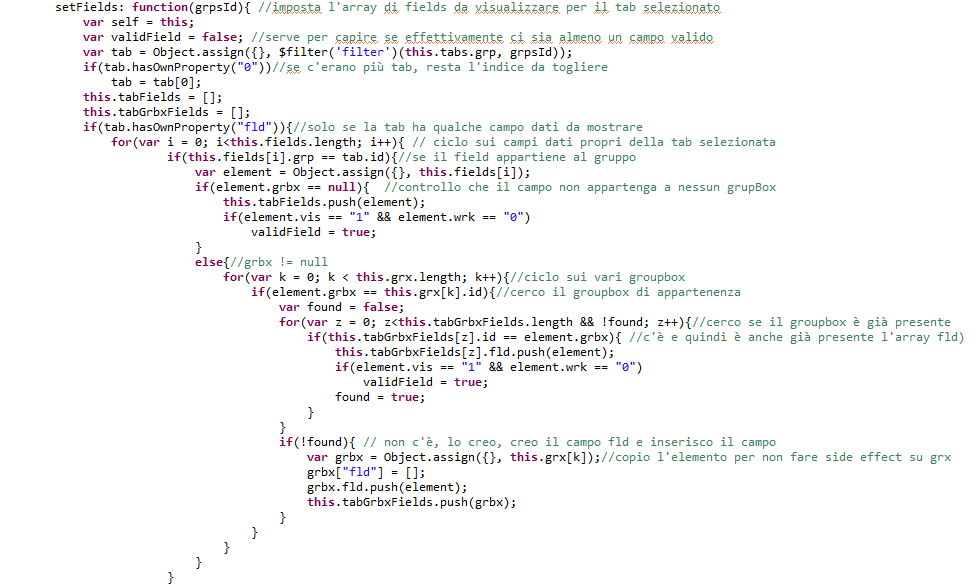 setFields: function(grpsId){ //imposta l'array di fields da visualizzare per il tab selezionato
var self = this;
var validField = false; //serve per capire se effettivamente ci sia almeno un campo valido
var tab = Object.assign({}, $filter('filter')(this.tabs.grp, grpsId));
if(tab.hasOwnProperty("0"))//se c'erano più tab, resta l'indice da togliere
tab = tab[0];
this.tabFields = [];
this.tabGrbxFields = [];
if(tab.hasOwnProperty("fld")){//solo se la tab ha qualche campo dati da mostrare
for(var i = 0; i<this.fields.length; i++){ // ciclo sui campi dati propri della tab selezionata
if(this.fields[i].grp == tab.id){//se il field appartiene al gruppo
var element = Object.assign({}, this.fields[i]);
if(element.grbx == null){  //controllo che il campo non appartenga a nessun grupBox
this.tabFields.push(element);
if(element.vis == "1" && element.wrk == "0")
validField = true;
}
else{//grbx != null
for(var k = 0; k < this.grx.length; k++){//ciclo sui vari groupbox
if(element.grbx == this.grx[k].id){//cerco il groupbox di appartenenza
var found = false;
for(var z = 0; z<this.tabGrbxFields.length && !found; z++){//cerco se il groupbox è già presente
if(this.tabGrbxFields[z].id == element.grbx){ //c'è e quindi è anche già presente l'array fld)
this.tabGrbxFields[z].fld.push(element);
if(element.vis == "1" && element.wrk == "0")
validField = true;
found = true;
}
}
if(!found){ // non c'è, lo creo, creo il campo fld e inserisco il campo
var grbx = Object.assign({}, this.grx[k]);//copio l'elemento per non fare side effect su grx
grbx["fld"] = [];
grbx.fld.push(element);
this.tabGrbxFields.push(grbx);
}
}
}
}
}